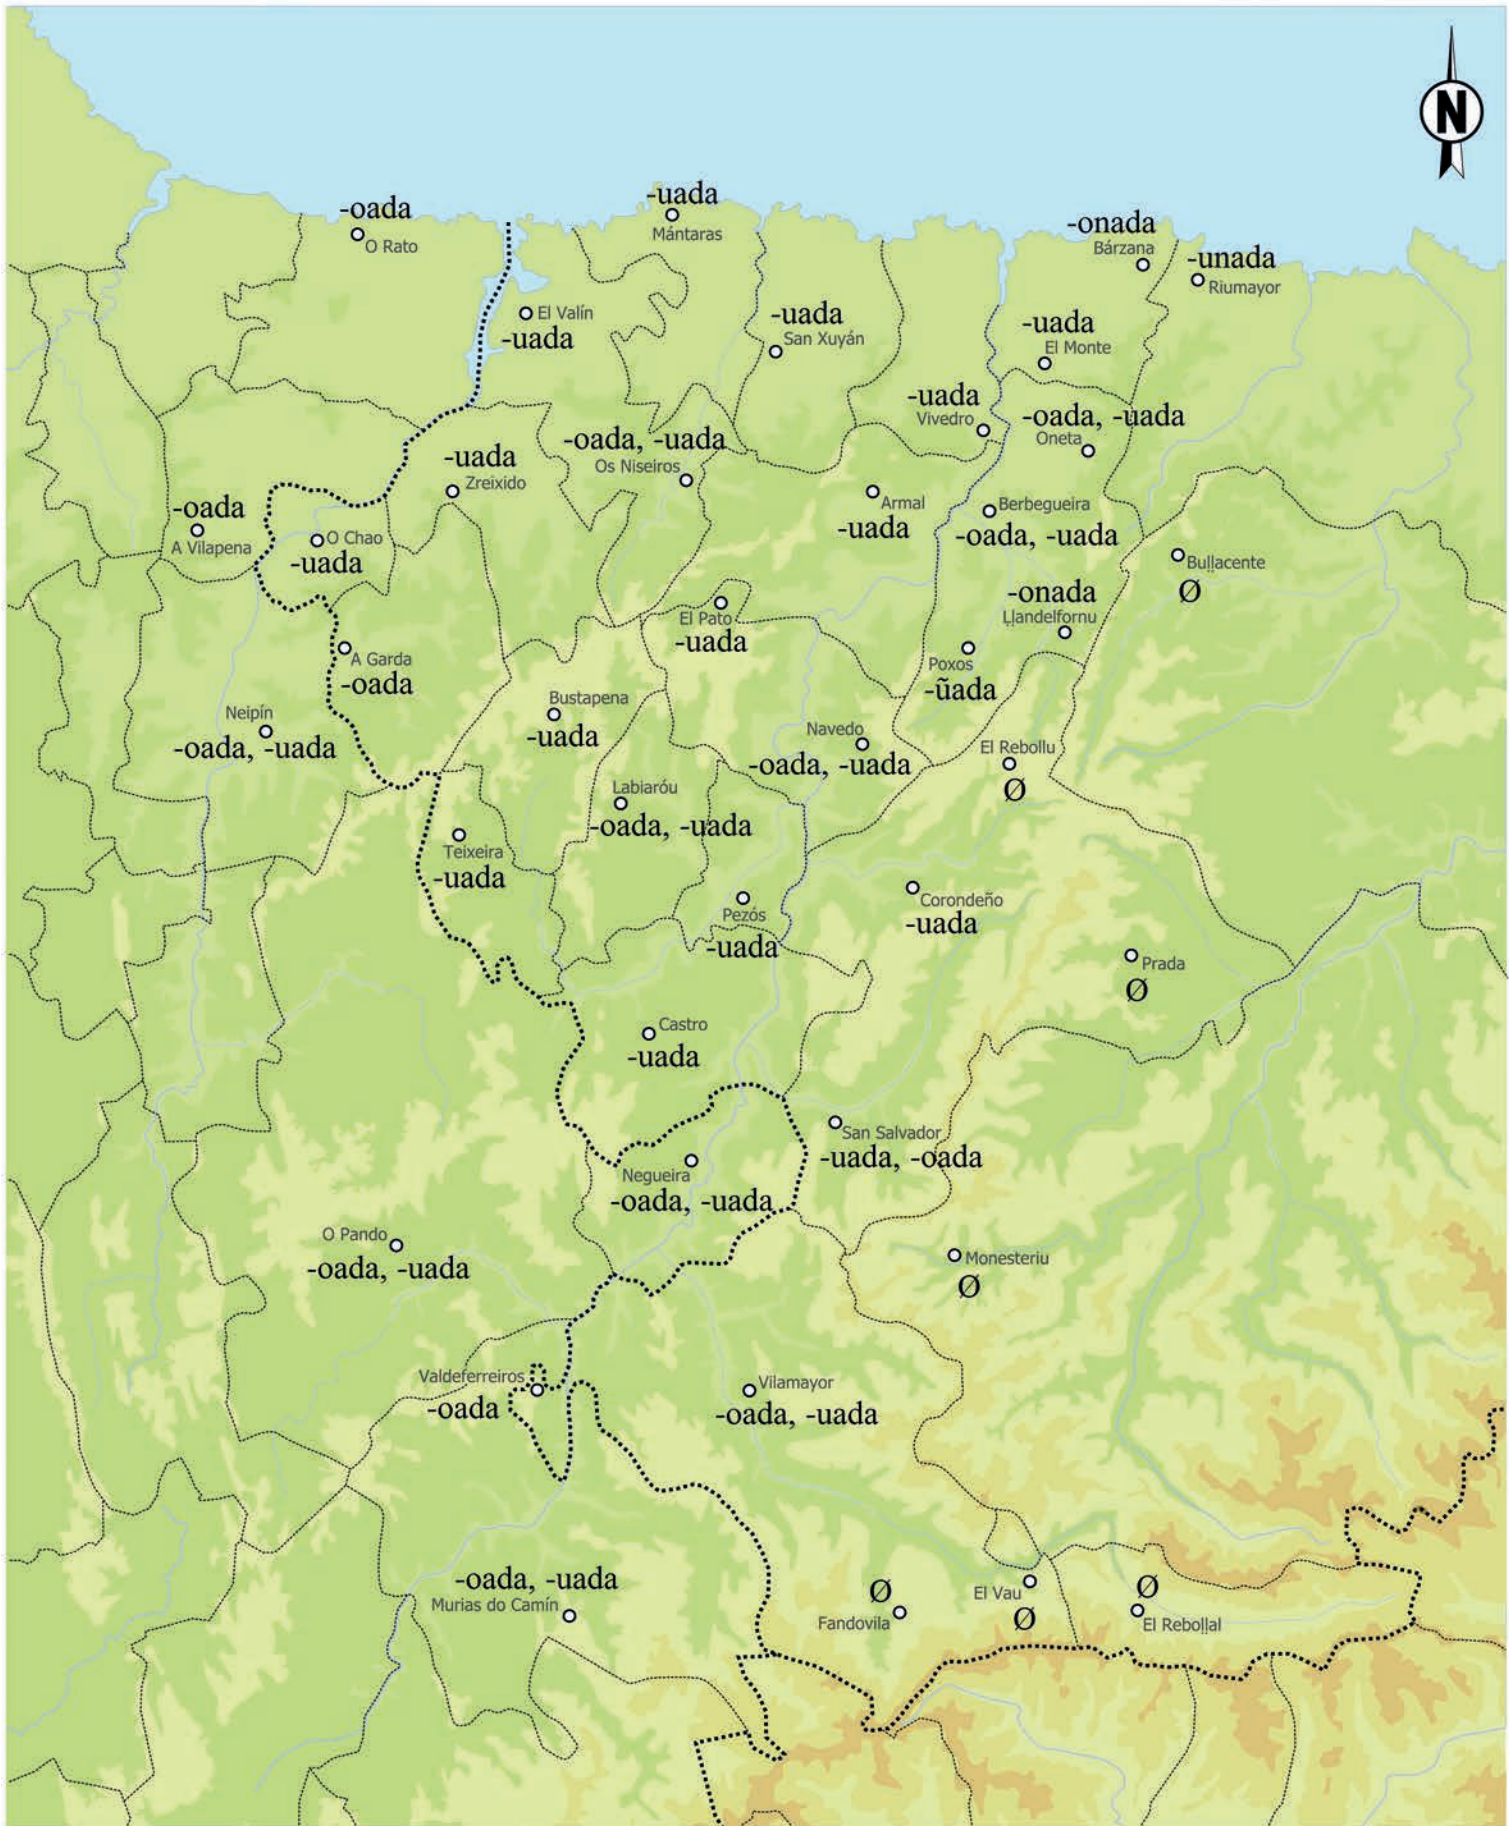 N
-uada
Mántaras
-oada
O Rato
-onada
Bárzana
-unada
Riumayor
El Valín
-uada
-uada
San Xuyán
-uada
El Monte
-uada
Vivedro
-oada, -uada
Oneta
-oada, -uada
Os Niseiros
-uada
Zreixido
-oada
A Vilapena
O Chao
-uada
Armal
-uada
Berbegueira
-oada, -uada
Buḷḷacente
Ø
-onada
Ḷḷandelfornu
El Pato
-uada
A Garda
-oada
Poxos
-ũada
Bustapena
-uada
Neipín
-oada, -uada
Navedo
-oada, -uada
El Rebollu
Ø
Labiaróu
-oada, -uada
Teixeira
-uada
Corondeño
-uada
Pezós
-uada
Prada
Ø
Castro
-uada
San Salvador
-uada, -oada
Negueira
-oada, -uada
O Pando
-oada, -uada
Monesteriu
Ø
Valdeferreiros
-oada
Vilamayor
-oada, -uada
-oada, -uada
Murias do Camín
Ø
Fandovila
El Vau
Ø
Ø
El Reboḷḷal